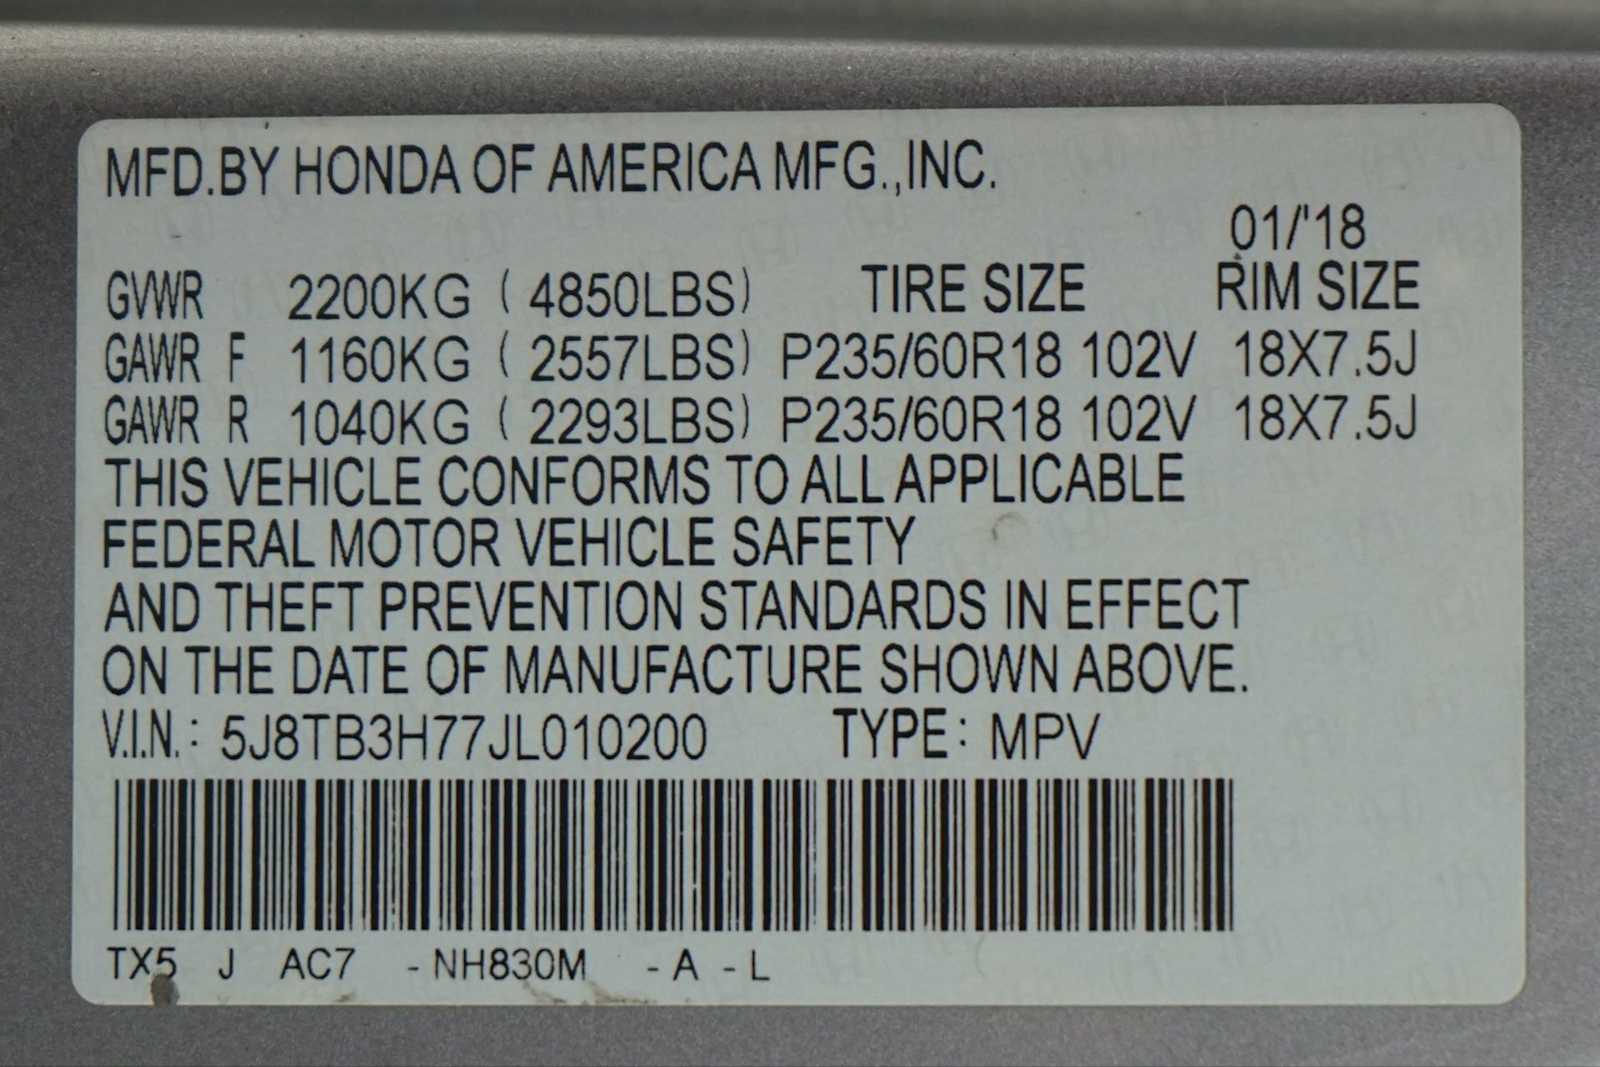 MFD.BY HONDA OF AMERICA MFG.,INC.
01/'18
GVWR 2200KG ( 4850LBS) TIRE SIZE RIM SIZE
GAWR F 1160KG ( 2557LBS) P235/60R18 102V 18X7.5J
GAWR R 1040KG ( 2293LBS) P235/60R18 102V 18X7.5J
THIS VEHICLE CONFORMS TO ALL APPLICABLE
FEDERAL MOTOR VEHICLE SAFETY
AND THEFT PREVENTION STANDARDS IN EFFECT
ON THE DATE OF MANUFACTURE SHOWN ABOVE.
V.I.N.: 5J8TB3H77JL010200 TYPE: MPV
TX5 J AC7 -NH830M -A -L